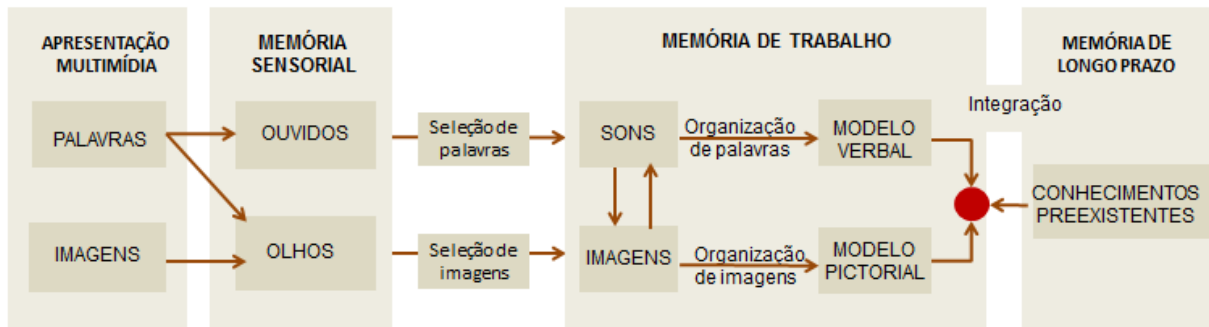 APRESENTAÇÃO
MULTIMÍDIA
MEMÓRIA
SENSORIAL
MEMÓRIA DE TRABALHO
MEMÓRIA DE
LONGO PRAZO
PALAVRAS
IMAGENS
OUVIDOS
OLHOS
Seleção de
palavras
Seleção de
imagens
SONS
IMAGENS
Organização
de palavras
Organização
de imagens
MODELO
VERBAL
MODELO
PICTORIAL
Integração
CONHECIMENTOS
PREEXISTENTES